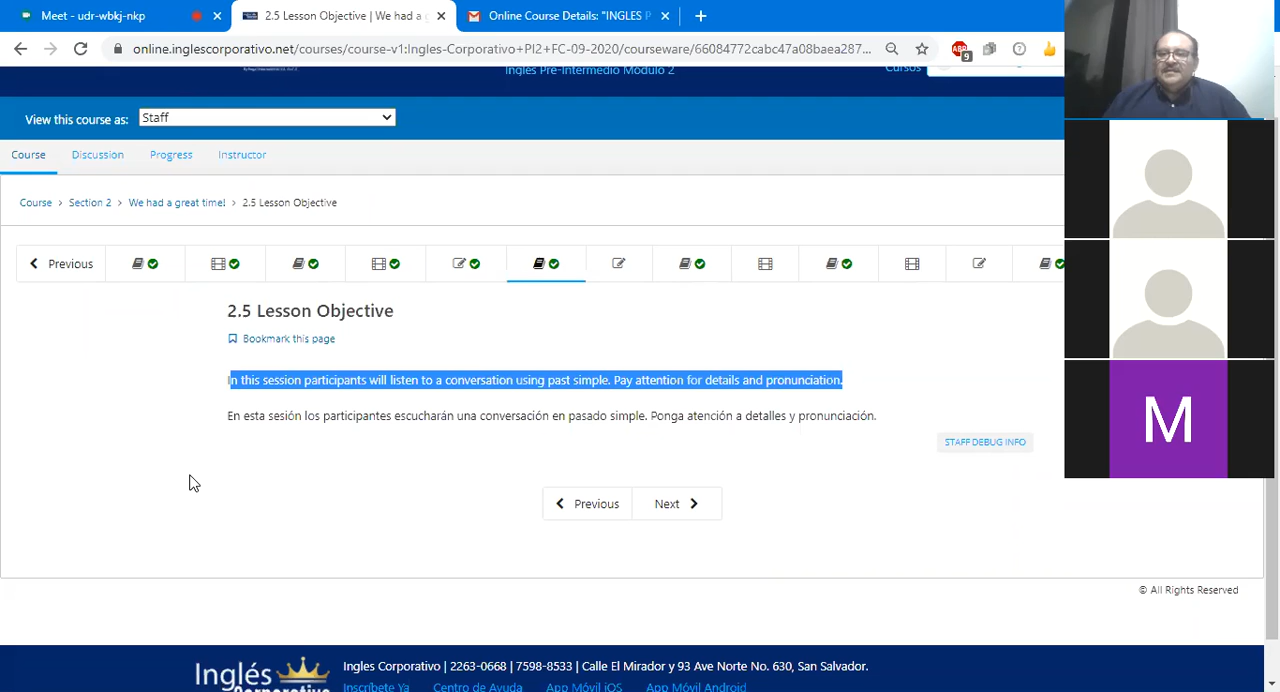 Meet - udr-wbkj-nkp
2.5 Lesson Objective | We had a
Online Course Details: "INGLES P
online.inglescorporativo.net/courses/course-v1:Ingles-Corporativo+PI2+FC-09-2020/courseware/66084772cabc47a08baea287...
ABP
9
Ingles Pre-Intermedio Modulo 2
Cursos
View this course as:
Staff
Course
Discussion
Progress
Instructor
Course > Section 2 > We had a great time! > 2.5 Lesson Objective
Previous
2.5 Lesson Objective
Bookmark this page
In this session participants will listen to a conversation using past simple. Pay attention for details and pronunciation.
En esta sesión los participantes escucharán una conversación en pasado simple. Ponga atención a detalles y pronunciación.
STAFF DEBUG INFO
Previous
Next
M
© All Rights Reserved
Inglés
Corporativo
Ingles Corporativo | 2263-0668 | 7598-8533 | Calle El Mirador y 93 Ave Norte No. 630, San Salvador.
Inscríbete Ya
Centro de Ayuda
App Móvil iOS
App Móvil Android